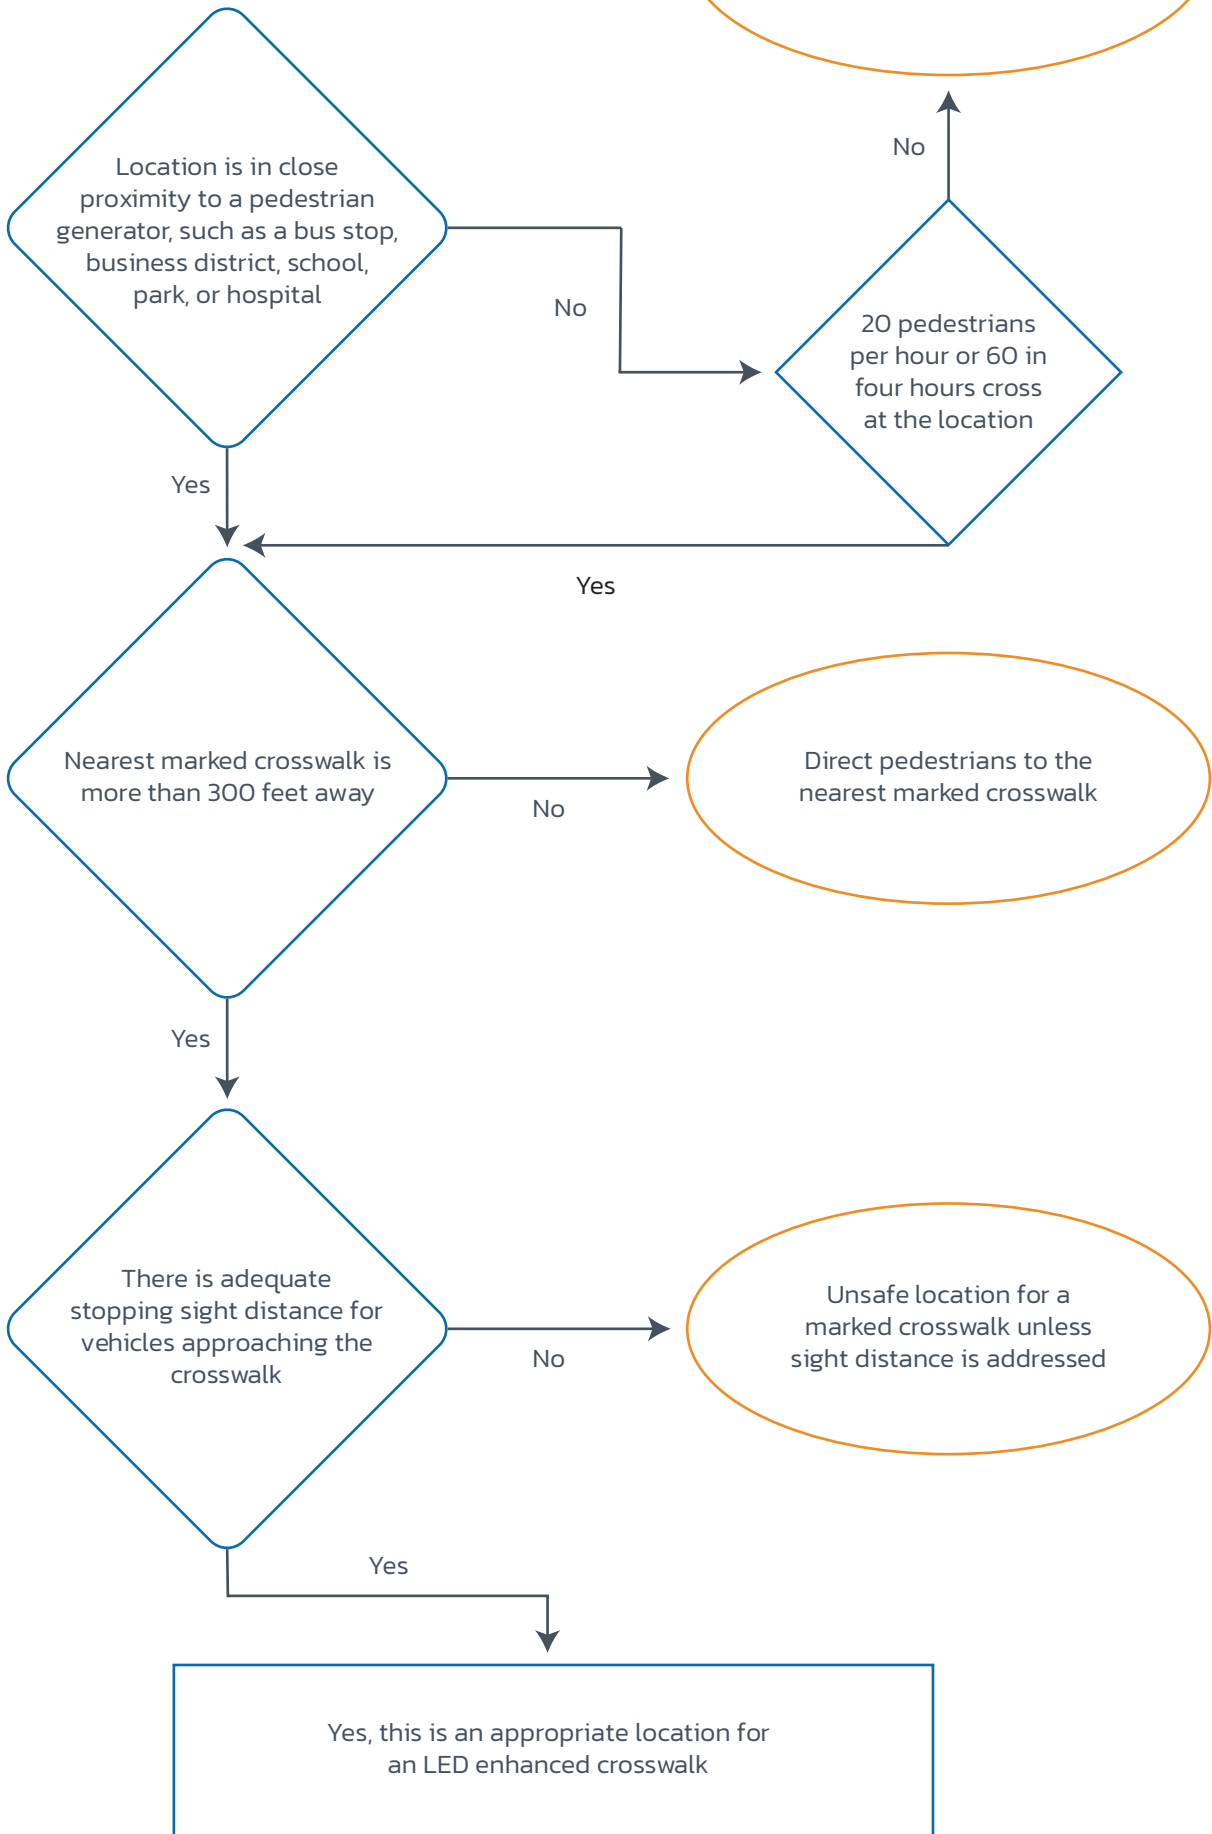 Location is in close
proximity to a pedestrian
generator, such as a bus stop,
business district, school,
park, or hospital
No
No
20 pedestrians
per hour or 60 in
four hours cross
at the location
Yes
Yes
Nearest marked crosswalk is
more than 300 feet away
No
Direct pedestrians to the
nearest marked crosswalk
Yes
There is adequate
stopping sight distance for
vehicles approaching the
crosswalk
No
Unsafe location for a
marked crosswalk unless
sight distance is addressed
Yes
Yes, this is an appropriate location for
an LED enhanced crosswalk